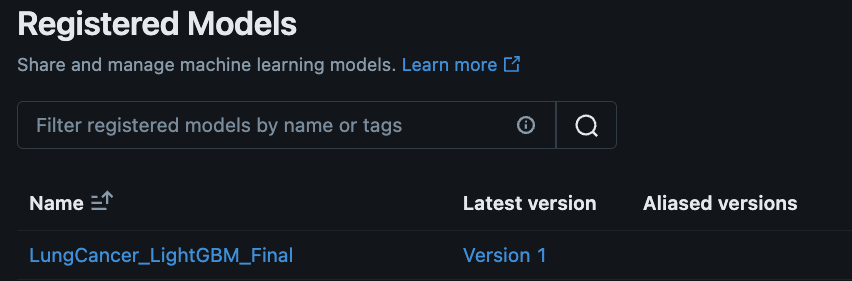 Registered Models
Share and manage machine learning models. Learn more
Filter registered models by name or tags
Name Latest version Aliased versions
LungCancer_LightGBM_Final Version 1